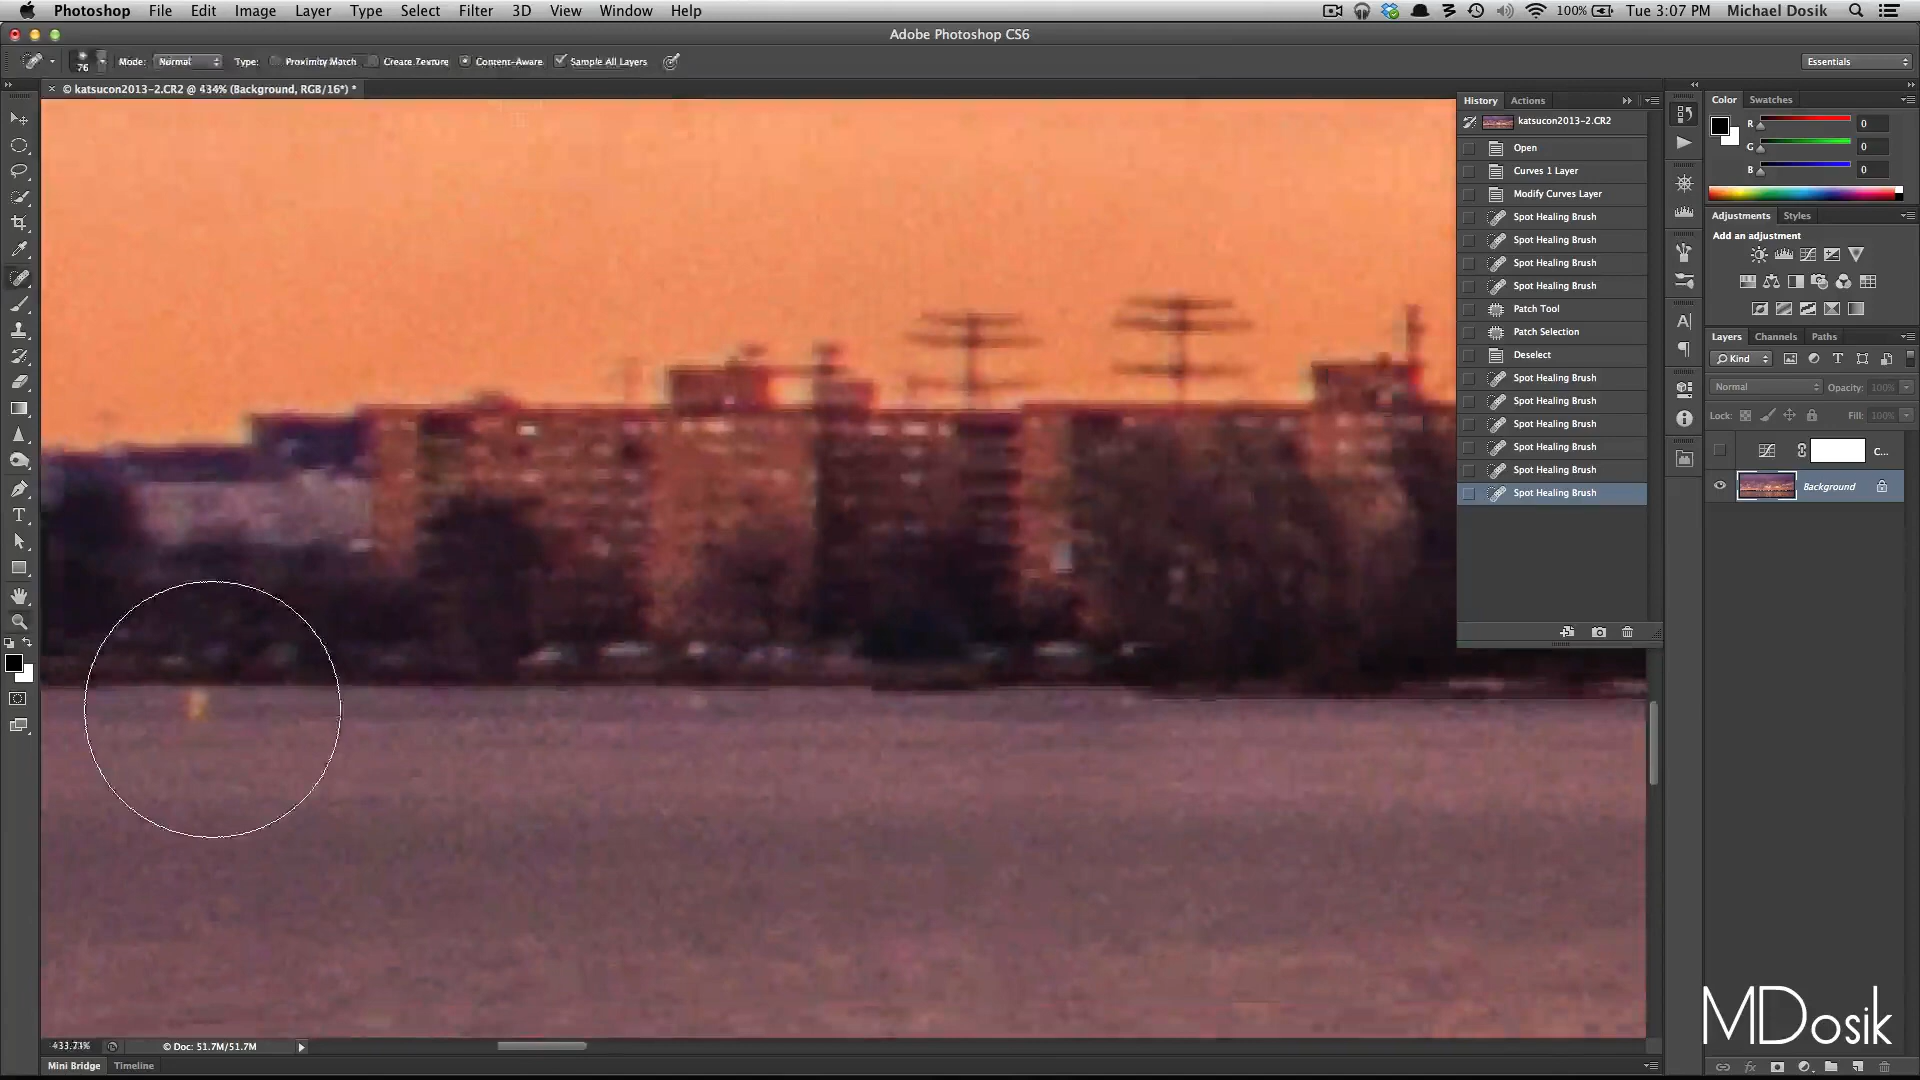 Photoshop File Edit Image Layer Type Select Filter 3D View Window Help 100% Tue 3:07 PM Michael Dosik
Adobe Photoshop CS6
76 Mode: Normal Type: Proximity Match Create Texture Content-Aware Sample All Layers Essentials
© katsucon2013-2.CR2 @ 434% (Background, RGB/16*) *
History Actions
katsucon2013-2.CR2
Open
Curves 1 Layer
Modify Curves Layer
Spot Healing Brush
Spot Healing Brush
Spot Healing Brush
Spot Healing Brush
Patch Tool
Patch Selection
Deselect
Spot Healing Brush
Spot Healing Brush
Spot Healing Brush
Spot Healing Brush
Spot Healing Brush
Spot Healing Brush
Color Swatches
R 0
G 0
B 0
Adjustments Styles
Add an adjustment
Layers Channels Paths
Kind
Normal Opacity: 100%
Lock: Fill: 100%
C...
Background
MDosik
433.73% © Doc: 51.7M/51.7M
Mini Bridge Timeline